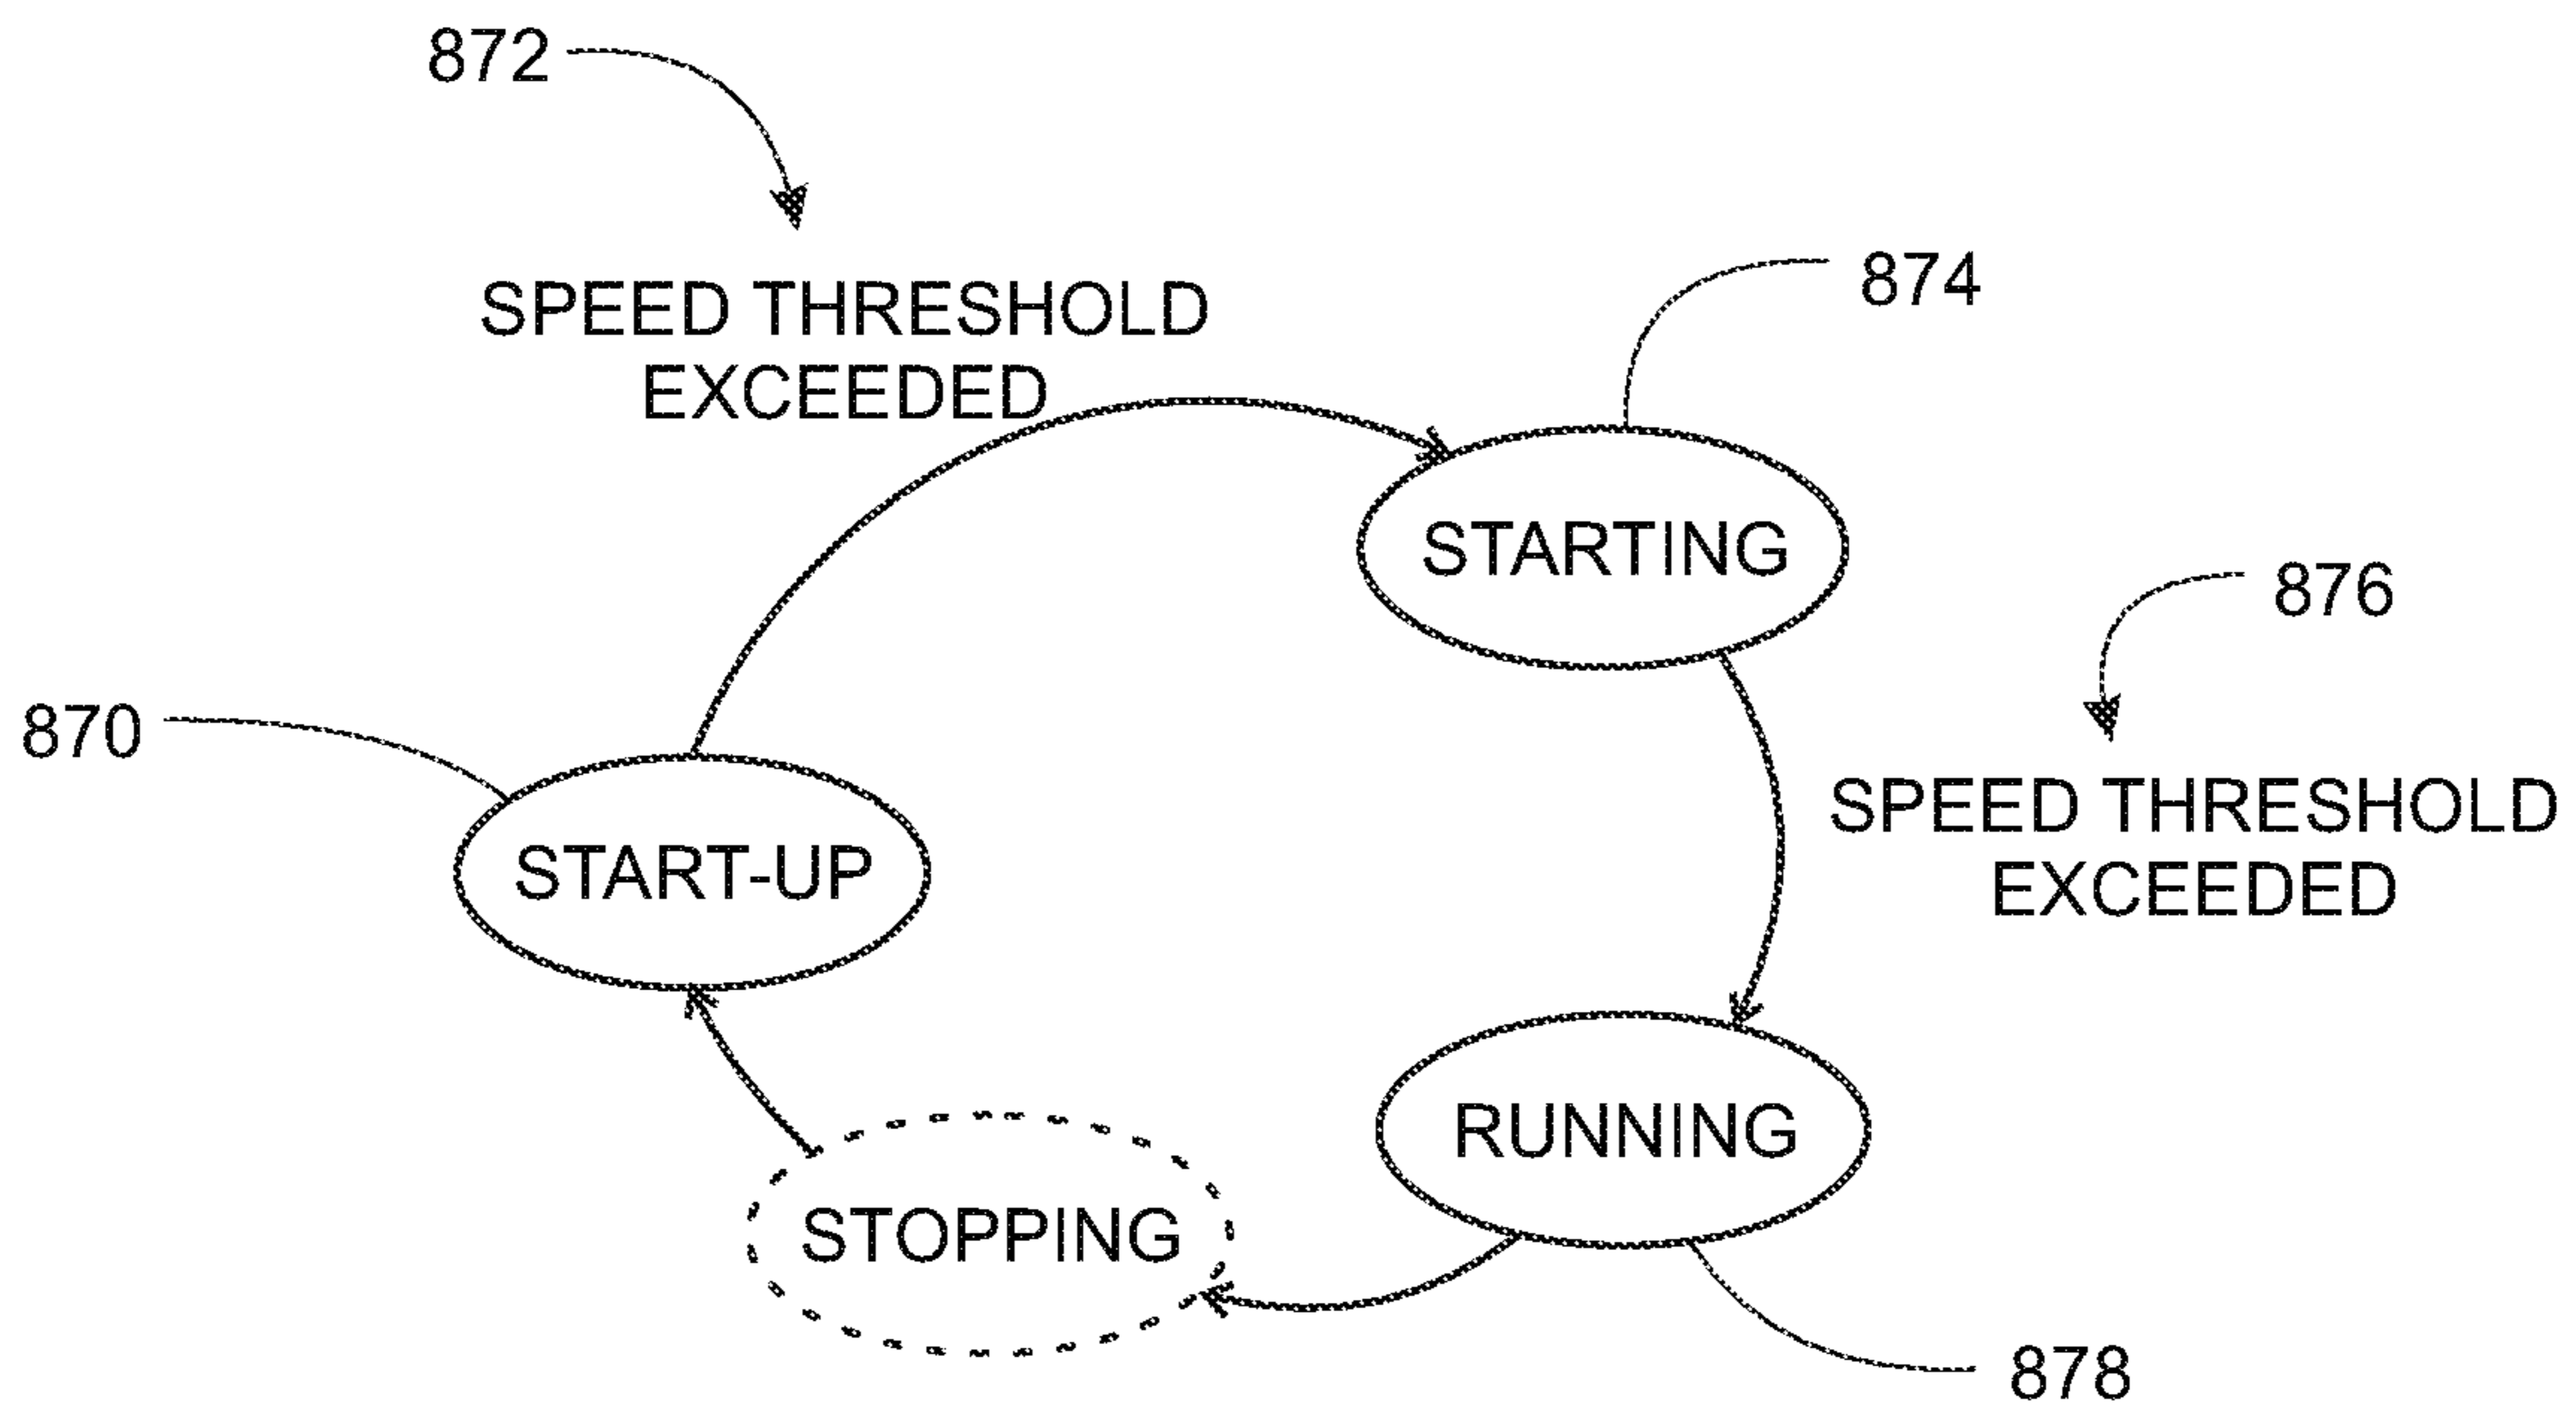 872
SPEED THRESHOLD
EXCEEDED
874
STARTING
876
SPEED THRESHOLD
EXCEEDED
870
START-UP
RUNNING
STOPPING
878